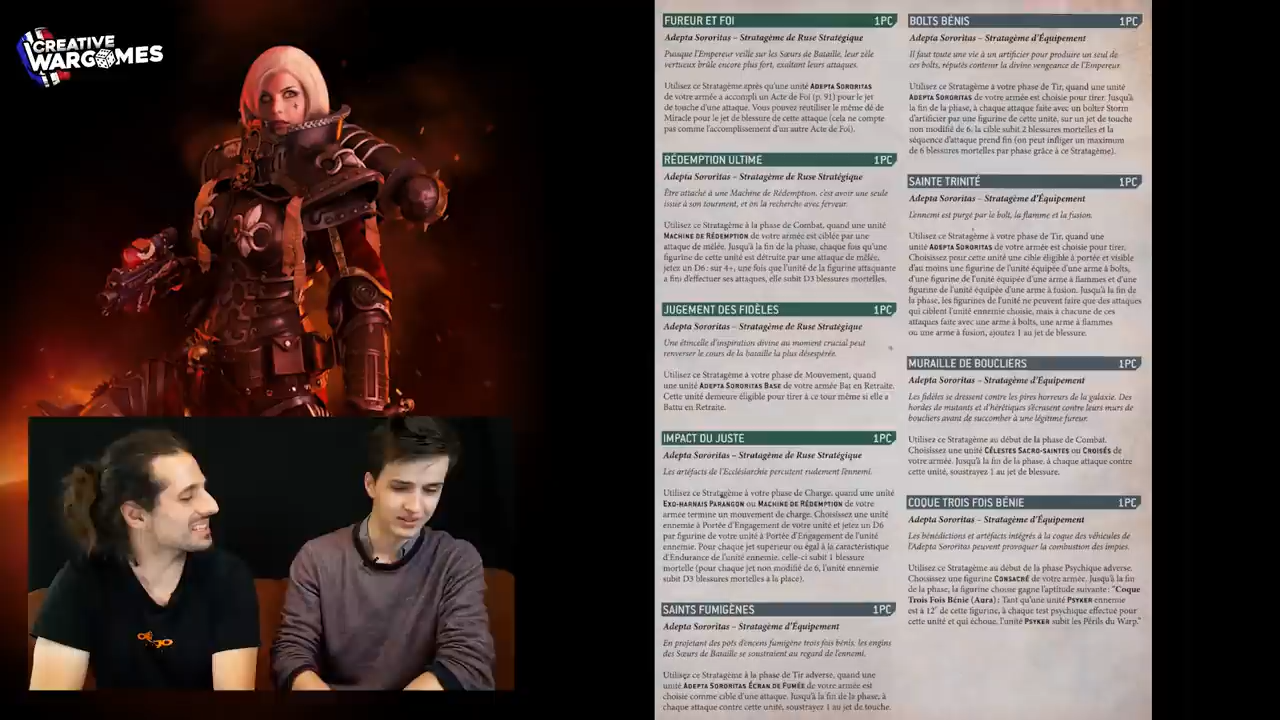 CREATIVE
WARGAMES
FUREUR ET FOI 1PC
Adepta Sororitas – Stratagème de Ruse Stratégique
Puisque l'Empereur veille sur les Sœurs de Bataille, leur zèle
vertueux brûle encore plus fort, exaltant leurs attaques.
Utilisez ce Stratagème après qu'une unité ADEPTA SORORITAS
de votre armée a accompli un Acte de Foi (p. 91) pour le jet
de touche d'une attaque. Vous pouvez réutiliser le même dé de
Miracle pour le jet de blessure de cette attaque (cela ne compte
pas comme l'accomplissement d'un autre Acte de Foi).
RÉDEMPTION ULTIME 1PC
Adepta Sororitas – Stratagème de Ruse Stratégique
Être attaché à une Machine de Rédemption, c'est avoir une seule
issue à son tourment, et on la recherche avec ferveur.
Utilisez ce Stratagème à la phase de Combat, quand une unité
MACHINE DE RÉDEMPTION de votre armée est ciblée par une
attaque de mêlée. Jusqu'à la fin de la phase, chaque fois qu'une
figurine de cette unité est détruite par une attaque de mêlée,
jetez un D6 : sur 4+, une fois que l'unité de la figurine attaquante
a fini d'effectuer ses attaques, elle subit D3 blessures mortelles.
JUGEMENT DES FIDÈLES 1PC
Adepta Sororitas – Stratagème de Ruse Stratégique
Une étincelle d'inspiration divine au moment crucial peut
renverser le cours de la bataille la plus désespérée.
Utilisez ce Stratagème à votre phase de Mouvement, quand
une unité ADEPTA SORORITAS BASE de votre armée Bat en Retraite.
Cette unité demeure éligible pour tirer à ce tour même si elle a
Battu en Retraite.
IMPACT DU JUSTE 1PC
Adepta Sororitas – Stratagème de Ruse Stratégique
Les artéfacts de l'Ecclésiarchie percutent rudement l'ennemi.
Utilisez ce Stratagème à votre phase de Charge, quand une unité
EXO-HARNAIS PARANGON ou MACHINE DE RÉDEMPTION de votre
armée termine un mouvement de charge. Choisissez une unité
ennemie à Portée d'Engagement de votre unité et jetez un D6
par figurine de votre unité à Portée d'Engagement de l'unité
ennemie. Pour chaque jet supérieur ou égal à la caractéristique
d'Endurance de l'unité ennemie, celle-ci subit 1 blessure
mortelle (pour chaque jet non modifié de 6, l'unité ennemie
subit D3 blessures mortelles à la place).
SAINTS FUMIGÈNES 1PC
Adepta Sororitas – Stratagème d'Équipement
En projetant des pots d'encens fumigène trois fois bénis, les engins
des Sœurs de Bataille se soustraient au regard de l'ennemi.
Utilisez ce Stratagème à la phase de Tir adverse, quand une
unité ADEPTA SORORITAS ÉCRAN DE FUMÉE de votre armée est
choisie comme cible d'une attaque. Jusqu'à la fin de la phase, à
chaque attaque contre cette unité, soustrayez 1 au jet de touche.
BOLTS BÉNIS 1PC
Adepta Sororitas – Stratagème d'Équipement
Il faut toute une vie à un artificier pour produire un seul de
ces bolts, réputés contenir la divine vengeance de l'Empereur.
Utilisez ce Stratagème à votre phase de Tir, quand une unité
ADEPTA SORORITAS de votre armée est choisie pour tirer. Jusqu'à
la fin de la phase, à chaque attaque faite avec un bolter Storm
d'artificier par une figurine de cette unité, sur un jet de touche
non modifié de 6, la cible subit 2 blessures mortelles et la
séquence d'attaque prend fin (on peut infliger un maximum
de 6 blessures mortelles par phase grâce à ce Stratagème).
SAINTE TRINITÉ 1PC
Adepta Sororitas – Stratagème d'Équipement
L'ennemi est purgé par le bolt, la flamme et la fusion.
Utilisez ce Stratagème à votre phase de Tir, quand une
unité ADEPTA SORORITAS de votre armée est choisie pour tirer.
Choisissez pour cette unité une cible éligible à portée et visible
d'au moins une figurine de l'unité équipée d'une arme à bolts,
d'une figurine de l'unité équipée d'une arme à flammes et d'une
figurine de l'unité équipée d'une arme à fusion. Jusqu'à la fin de
la phase, les figurines de l'unité ne peuvent faire que des attaques
qui ciblent l'unité ennemie choisie, mais à chacune de ces
attaques faite avec une arme à bolts, une arme à flammes
ou une arme à fusion, ajoutez 1 au jet de blessure.
MURAILLE DE BOUCLIERS 1PC
Adepta Sororitas – Stratagème d'Équipement
Les fidèles se dressent contre les pires horreurs de la galaxie. Des
hordes de mutants et d'hérétiques s'écrasent contre leurs murs de
boucliers avant de succomber à une légitime fureur.
Utilisez ce Stratagème au début de la phase de Combat.
Choisissez une unité CÉLESTES SACRO-SAINTES ou CROISÉS de
votre armée. Jusqu'à la fin de la phase, à chaque attaque contre
cette unité, soustrayez 1 au jet de blessure.
COQUE TROIS FOIS BÉNIE 1PC
Adepta Sororitas – Stratagème d'Équipement
Les bénédictions et artéfacts intégrés à la coque des véhicules de
l'Adepta Sororitas peuvent provoquer la combustion des impies.
Utilisez ce Stratagème au début de la phase Psychique adverse.
Choisissez une figurine CONSACRÉ de votre armée. Jusqu'à la fin
de la phase, la figurine choisie gagne l'aptitude suivante : "Coque
Trois Fois Bénie (Aura) : Tant qu'une unité PSYKER ennemie
est à 12" de cette figurine, à chaque test psychique effectué pour
cette unité et qui échoue, l'unité PSYKER subit les Périls du Warp."